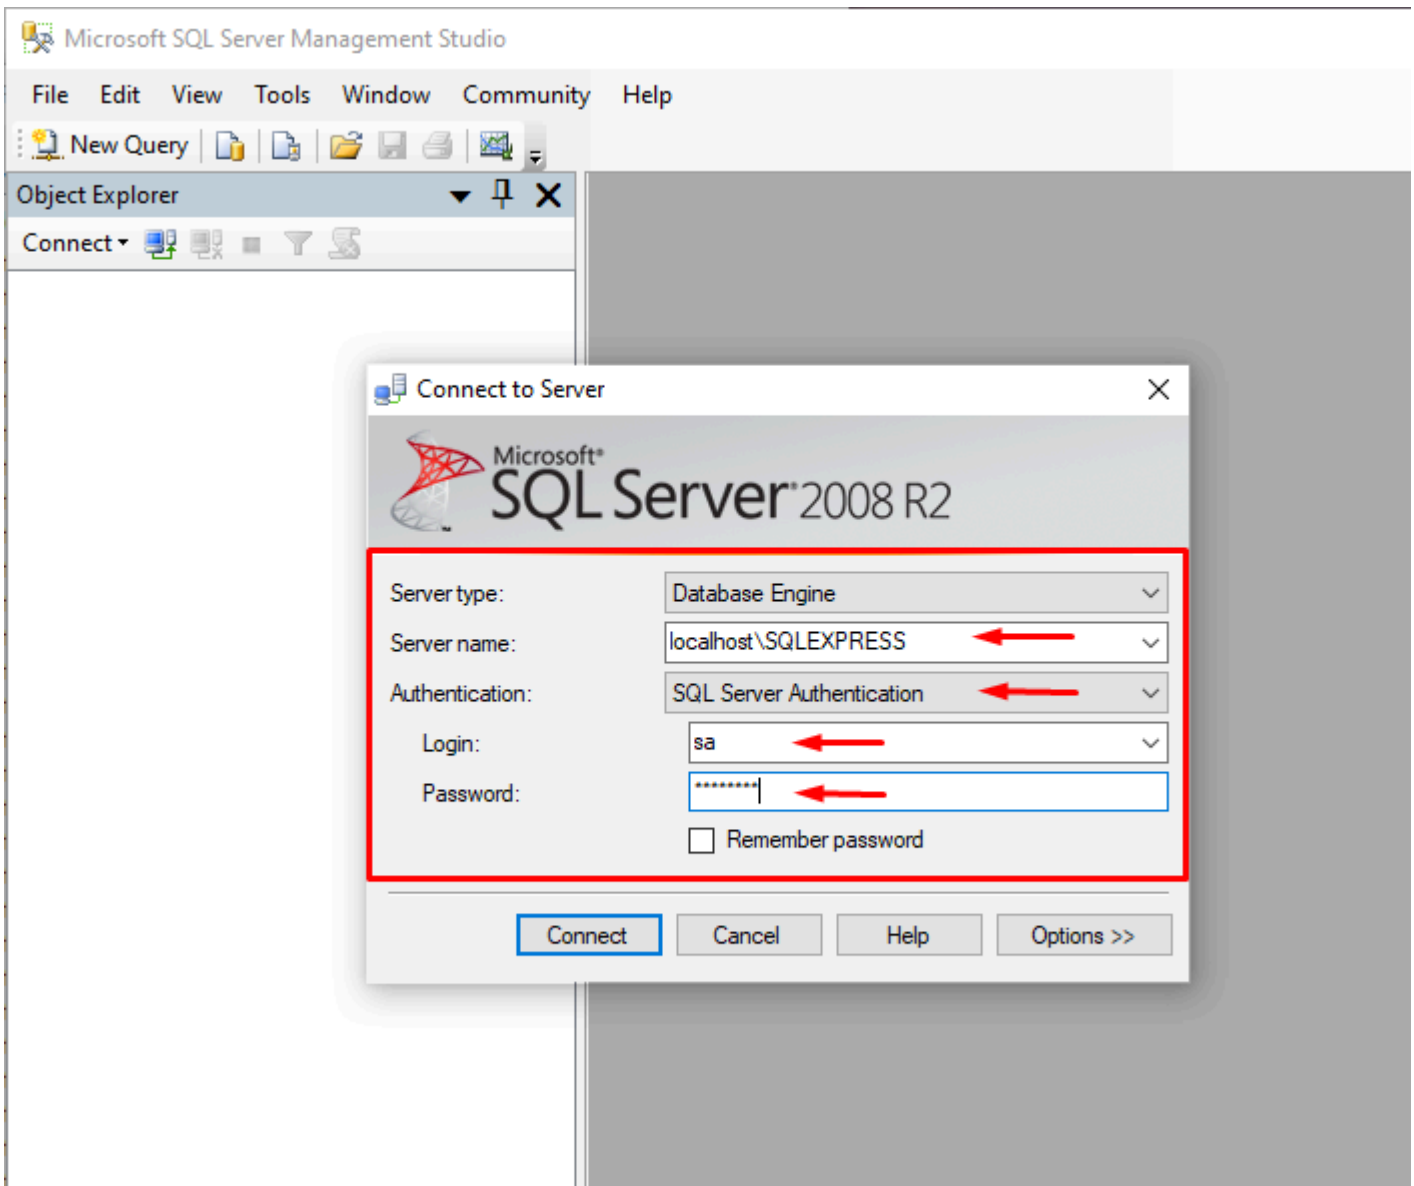 Microsoft SQL Server Management Studio
File Edit View Tools Window Community Help
New Query
Object Explorer
Connect
Connect to Server
Microsoft®
SQL Server® 2008 R2
Server type: Database Engine
Server name: localhost\SQLEXPRESS
Authentication: SQL Server Authentication
Login: sa
Password: ********
Remember password
Connect Cancel Help Options >>